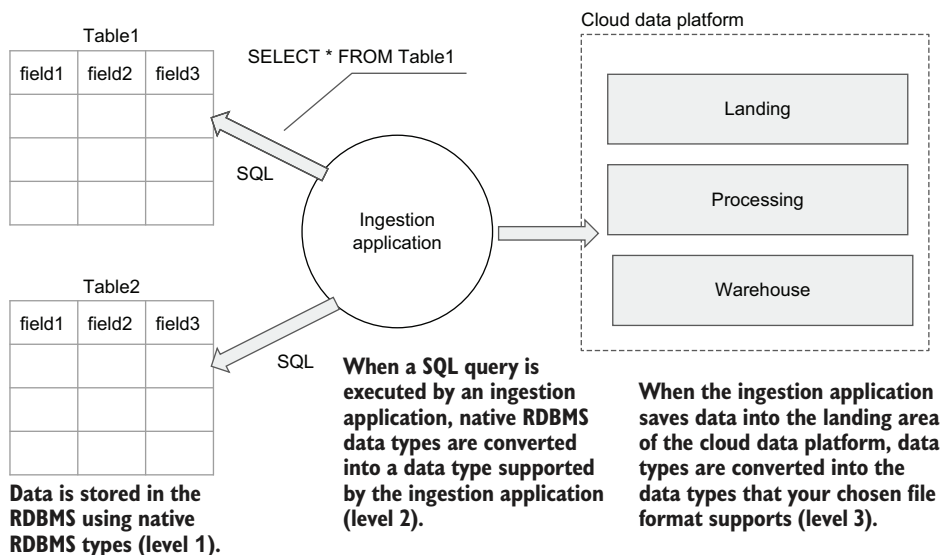 Table1
field1 field2 field3
SELECT * FROM Table1
SQL
Ingestion
application
Cloud data platform
Landing
Processing
Warehouse
Table2
field1 field2 field3
SQL
Data is stored in the
RDBMS using native
RDBMS types (level 1).
When a SQL query is
executed by an ingestion
application, native RDBMS
data types are converted
into a data type supported
by the ingestion application
(level 2).
When the ingestion application
saves data into the landing area
of the cloud data platform, data
types are converted into the
data types that your chosen file
format supports (level 3).